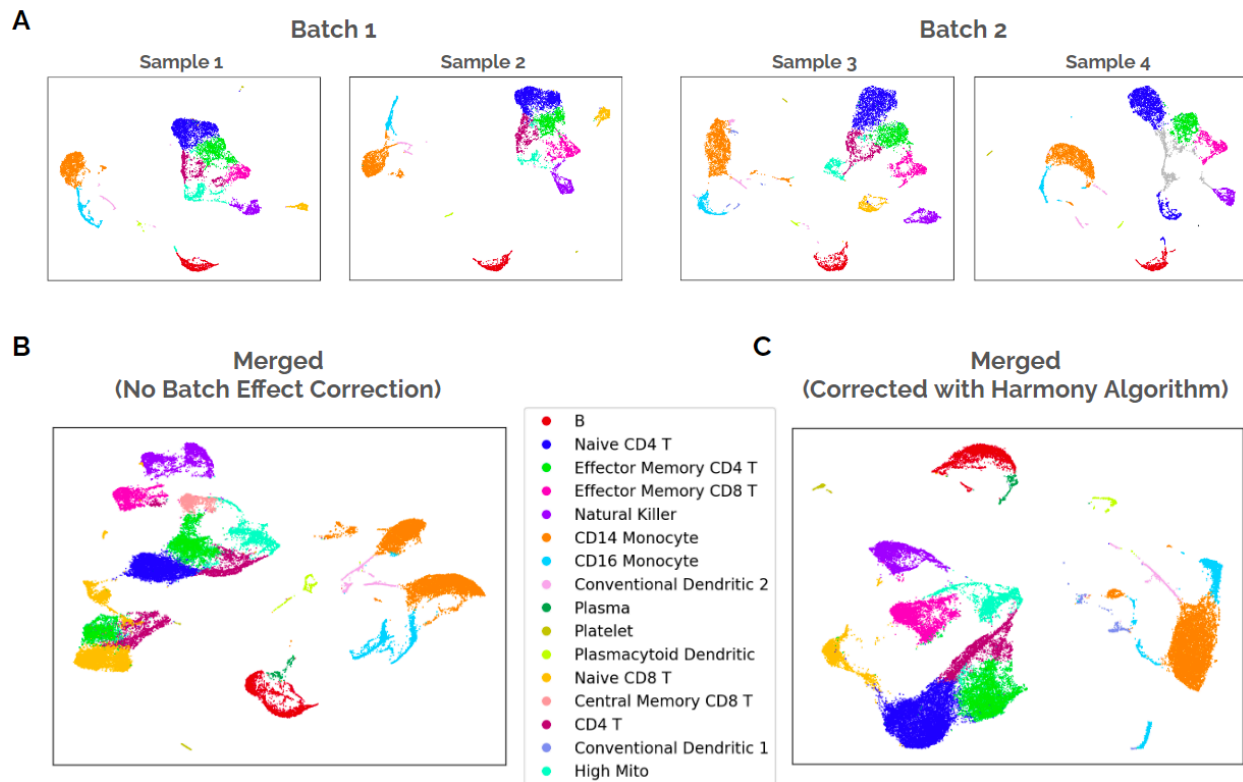 A
Batch 1
Batch 2
Sample 1
Sample 2
Sample 3
Sample 4
B
Merged
(No Batch Effect Correction)
C
Merged
(Corrected with Harmony Algorithm)
B
Naive CD4 T
Effector Memory CD4 T
Effector Memory CD8 T
Natural Killer
CD14 Monocyte
CD16 Monocyte
Conventional Dendritic 2
Plasma
Platelet
Plasmacytoid Dendritic
Naive CD8 T
Central Memory CD8 T
CD4 T
Conventional Dendritic 1
High Mito